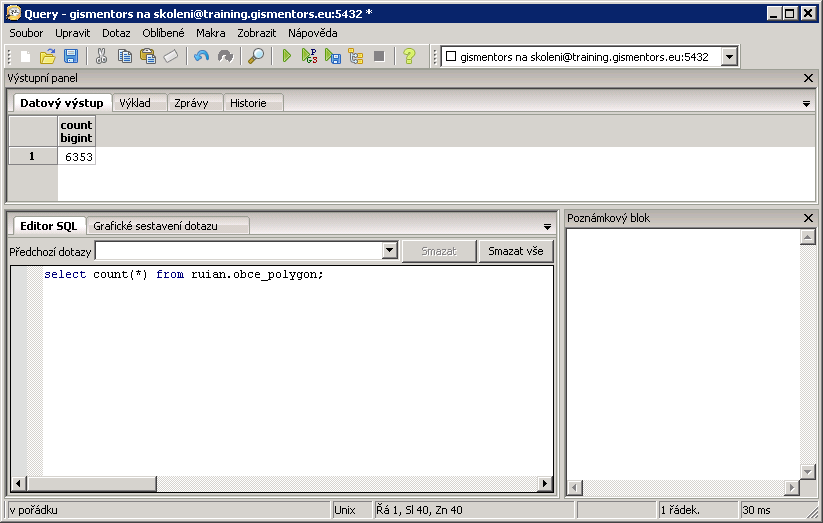 Query - gismentors na skoleni@training.gismentors.eu:5432 *
Soubor Upravit Dotaz Oblíbené Makra Zobrazit Nápověda
gismentors na skoleni@training.gismentors.eu:5432
Výstupní panel
Datový výstup Výklad Zprávy Historie
count
bigint
1 6353
Editor SQL Grafické sestavení dotazu
Předchozí dotazy Smazat Smazat vše
select count(*) from ruian.obce_polygon;
Poznámkový blok
v pořádku Unix Řá 1, Sl 40, Zn 40 1 řádek. 30 ms